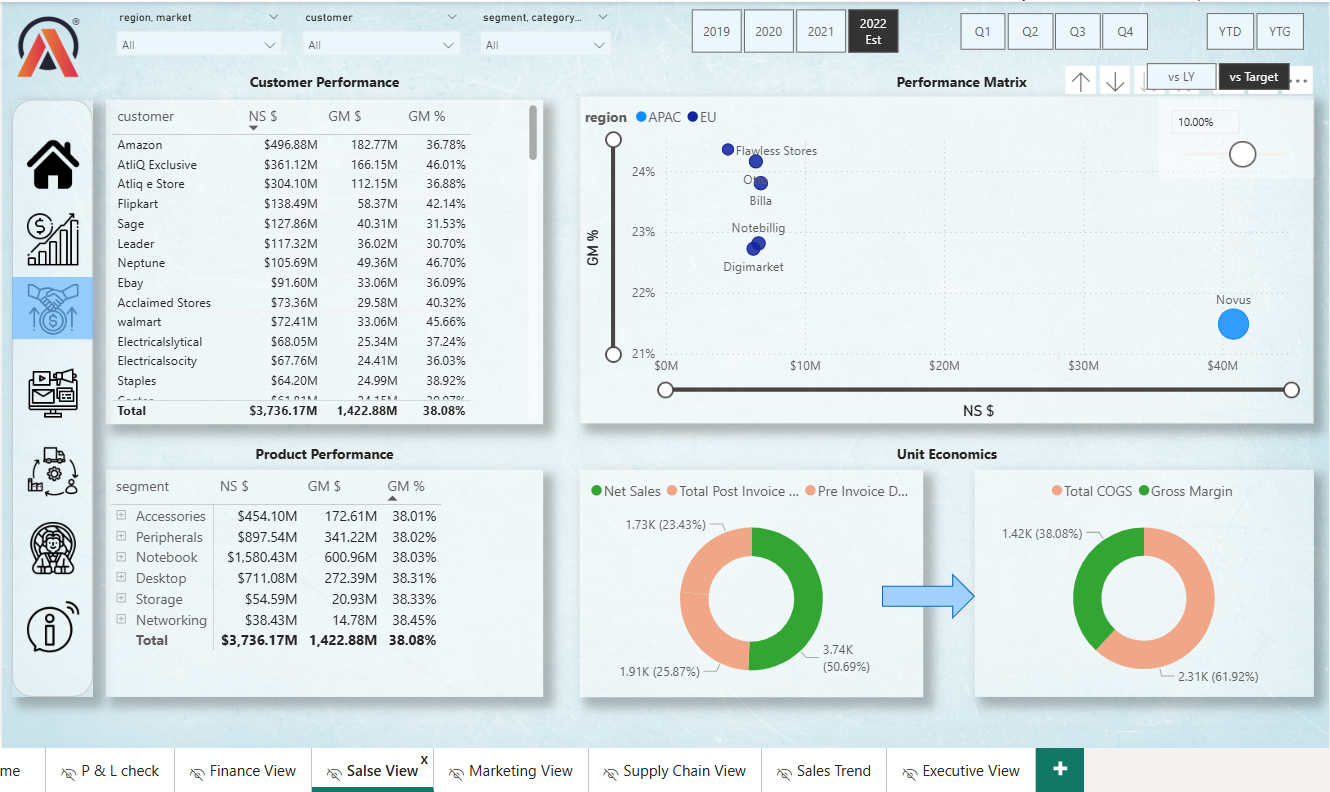 region, market
customer
segment, category...
All
All
All
2019
2020
2021
2022 Est
Q1
Q2
Q3
Q4
YTD
YTG
vs LY
vs Target
Customer Performance
customer NS $ GM $ GM %
Amazon $496.88M 182.77M 36.78%
AtliQ Exclusive $361.12M 166.15M 46.01%
Atliq e Store $304.10M 112.15M 36.88%
Flipkart $138.49M 58.37M 42.14%
Sage $127.86M 40.31M 31.53%
Leader $117.32M 36.02M 30.70%
Neptune $105.69M 49.36M 46.70%
Ebay $91.60M 33.06M 36.09%
Acclaimed Stores $73.36M 29.58M 40.32%
walmart $72.41M 33.06M 45.66%
Electricalslytical $68.05M 25.34M 37.24%
Electricalsocity $67.76M 24.41M 36.03%
Staples $64.20M 24.99M 38.92%
Total $3,736.17M 1,422.88M 38.08%
Performance Matrix
region APAC EU
10.00%
GM %
24%
23%
22%
21%
Flawless Stores
Billa
Notebillig
Digimarket
Novus
$0M $10M $20M $30M $40M
NS $
Product Performance
segment NS $ GM $ GM %
Accessories $454.10M 172.61M 38.01%
Peripherals $897.54M 341.22M 38.02%
Notebook $1,580.43M 600.96M 38.03%
Desktop $711.08M 272.39M 38.31%
Storage $54.59M 20.93M 38.33%
Networking $38.43M 14.78M 38.45%
Total $3,736.17M 1,422.88M 38.08%
Unit Economics
Net Sales Total Post Invoice ... Pre Invoice D...
1.73K (23.43%)
3.74K
(50.69%)
1.91K (25.87%)
Total COGS Gross Margin
1.42K (38.08%)
2.31K (61.92%)
me
P & L check
Finance View
Salse View x
Marketing View
Supply Chain View
Sales Trend
Executive View
+